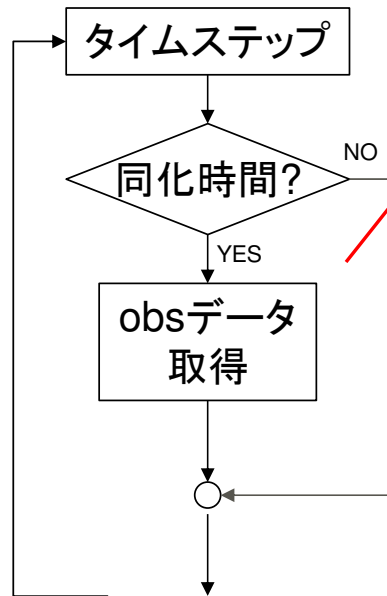 タイムステップ
同化時間?
NO
YES
obsデータ
取得